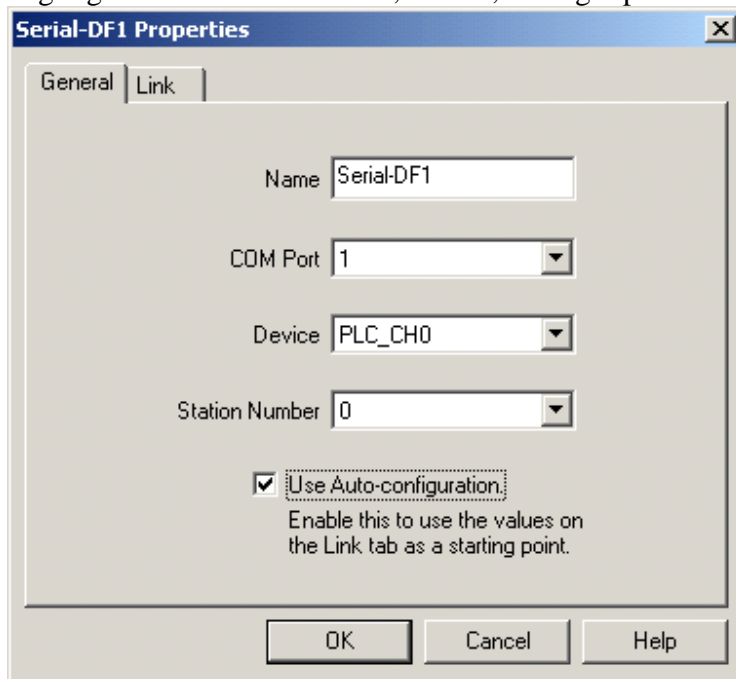 Serial-DF1 Properties
General Link
Name Serial-DF1
COM Port 1
Device PLC_CH0
Station Number 0
Use Auto-configuration.
Enable this to use the values on
the Link tab as a starting point.
OK Cancel Help